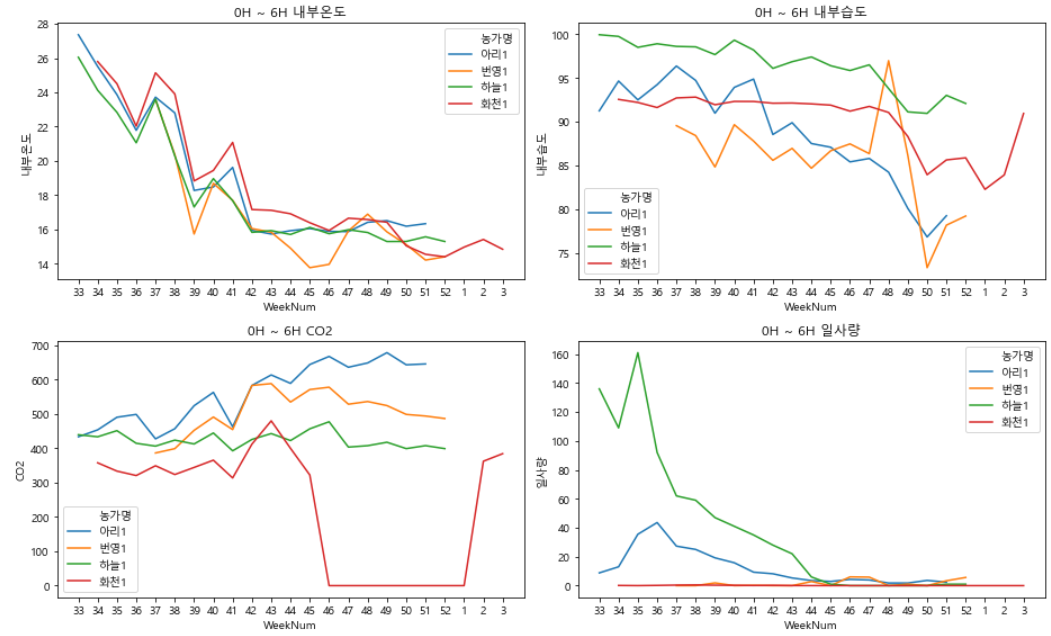 0H ~ 6H 내부온도
28
26
24
22
20
18
16
14
내부온도
농가명
아리1
번영1
하늘1
화천1
33 34 35 36 37 38 39 40 41 42 43 44 45 46 47 48 49 50 51 52 1 2 3
WeekNum
0H ~ 6H 내부습도
100
95
90
85
80
75
내부습도
농가명
아리1
번영1
하늘1
화천1
33 34 35 36 37 38 39 40 41 42 43 44 45 46 47 48 49 50 51 52 1 2 3
WeekNum
0H ~ 6H CO2
700
600
500
400
300
200
100
0
CO2
농가명
아리1
번영1
하늘1
화천1
33 34 35 36 37 38 39 40 41 42 43 44 45 46 47 48 49 50 51 52 1 2 3
WeekNum
0H ~ 6H 일사량
160
140
120
100
80
60
40
20
0
일사량
농가명
아리1
번영1
하늘1
화천1
33 34 35 36 37 38 39 40 41 42 43 44 45 46 47 48 49 50 51 52 1 2 3
WeekNum